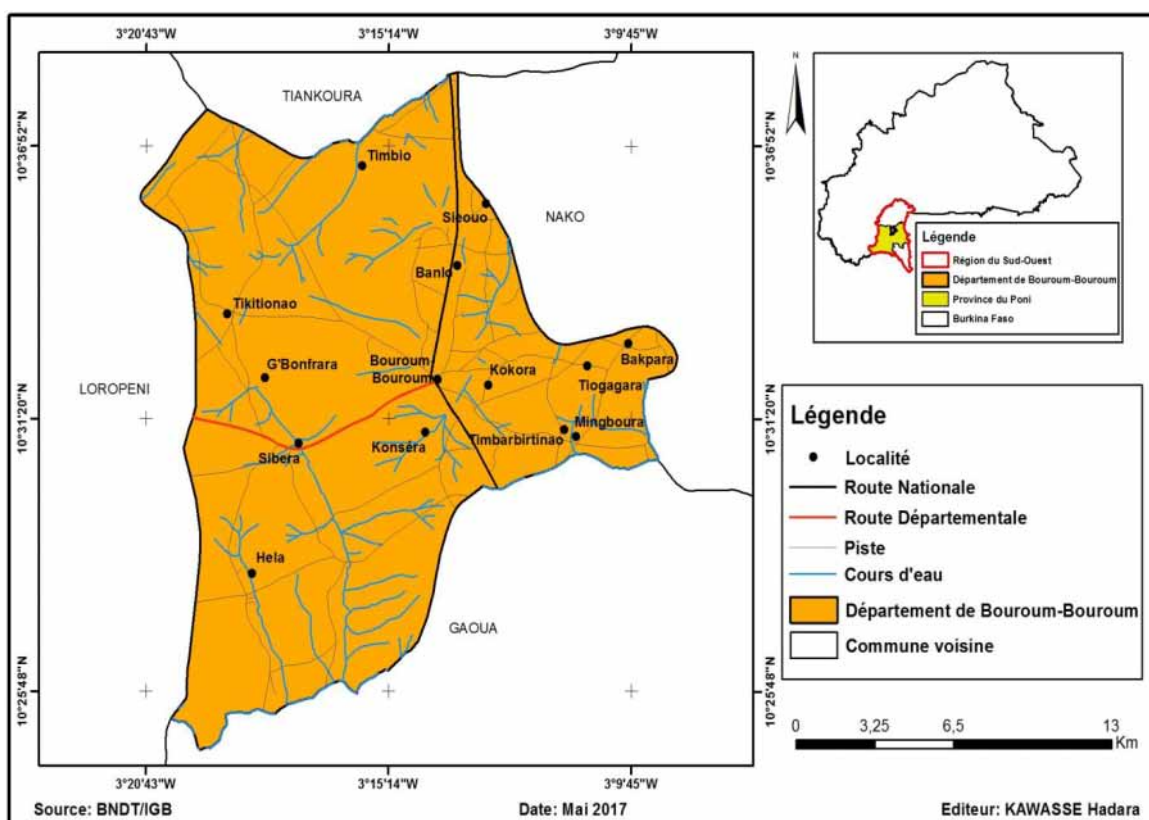 3°20'43"W
3°15'14"W
3°9'45"W
10°36'52"N
10°31'20"N
10°25'48"N
TIANKOURA
Timbio
Sieouo
NAKO
Banlo
Tikitionao
G'Bonfrara
Bouroum-
Bouroum
Kokora
Bakpara
Tiogagara
LOROPENI
Mingboura
Timbarbirtinao
Konséra
Sibera
Hela
GAOUA
10°36'52"N
10°31'20"N
10°25'48"N
3°20'43"W
3°15'14"W
3°9'45"W
N
Légende
Région du Sud-Ouest
Département de Bouroum-Bouroum
Province du Poni
Burkina Faso
Légende
Localité
Route Nationale
Route Départementale
Piste
Cours d'eau
Département de Bouroum-Bouroum
Commune voisine
0 3,25 6,5 13
Km
Source: BNDT/IGB
Date: Mai 2017
Editeur: KAWASSE Hadara